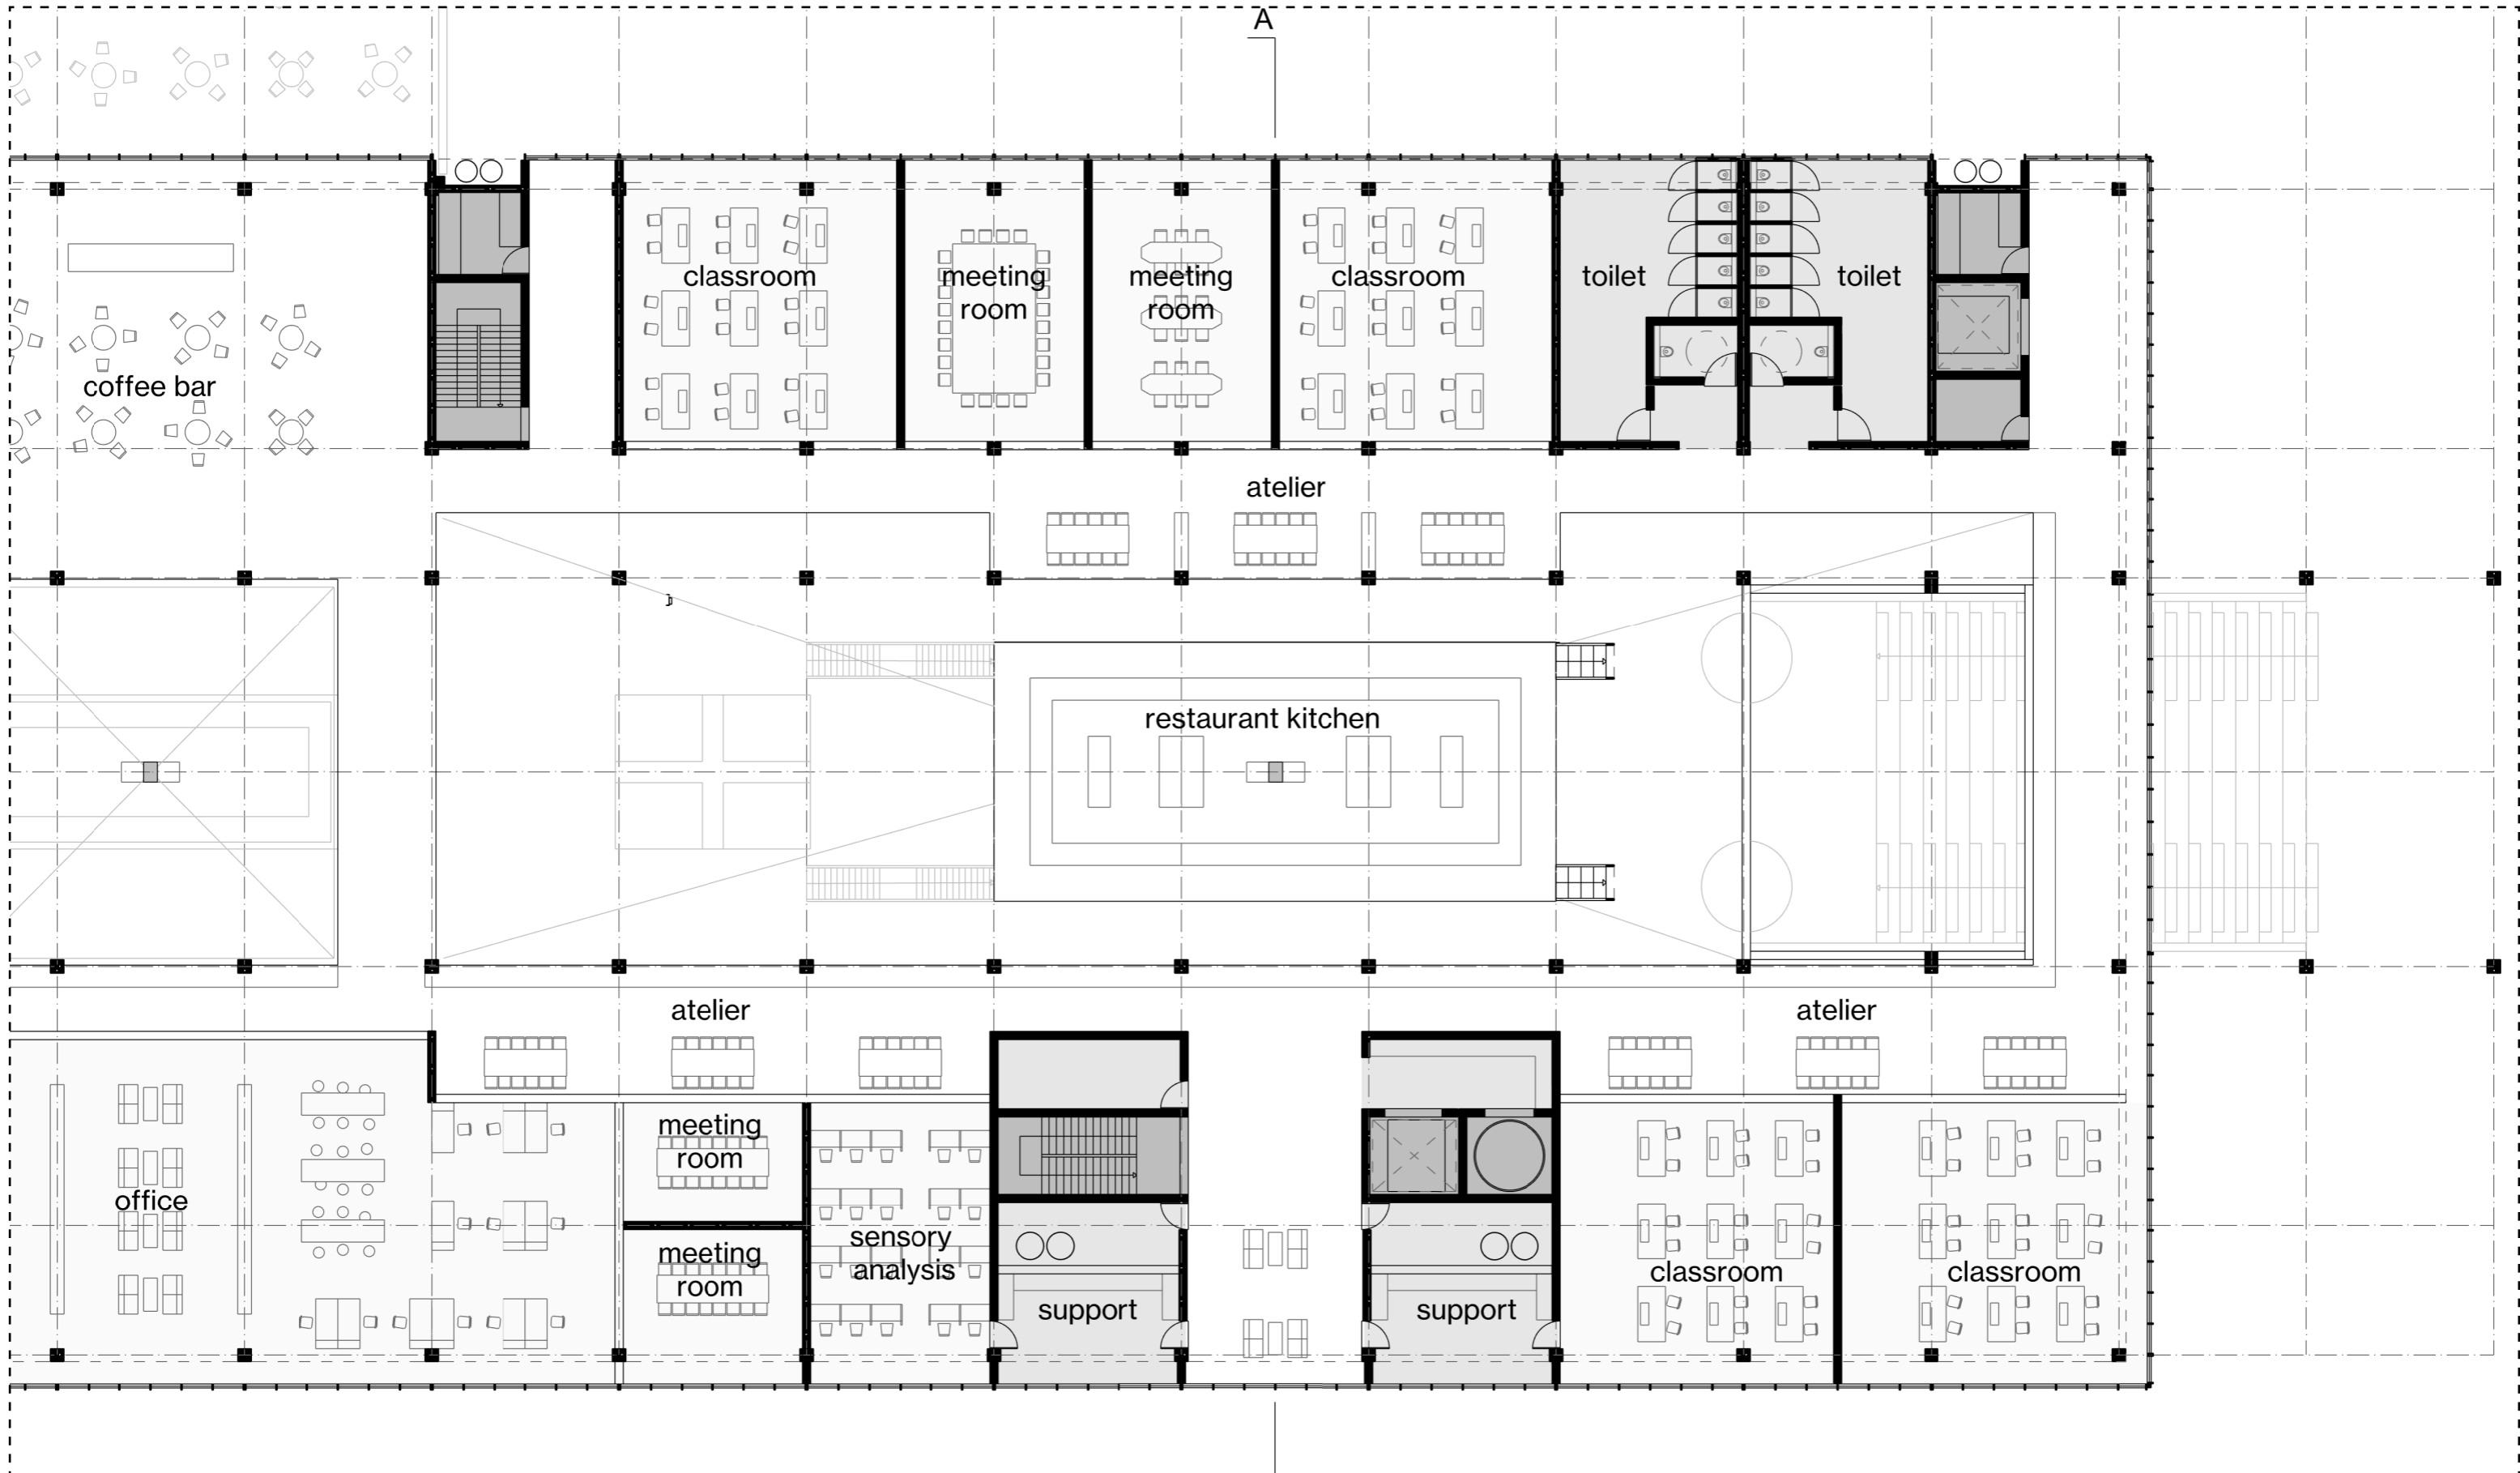 A
classroom
meeting
room
meeting
room
classroom
toilet
toilet
coffee bar
atelier
restaurant kitchen
atelier
atelier
office
meeting
room
meeting
room
sensory
analysis
support
support
classroom
classroom